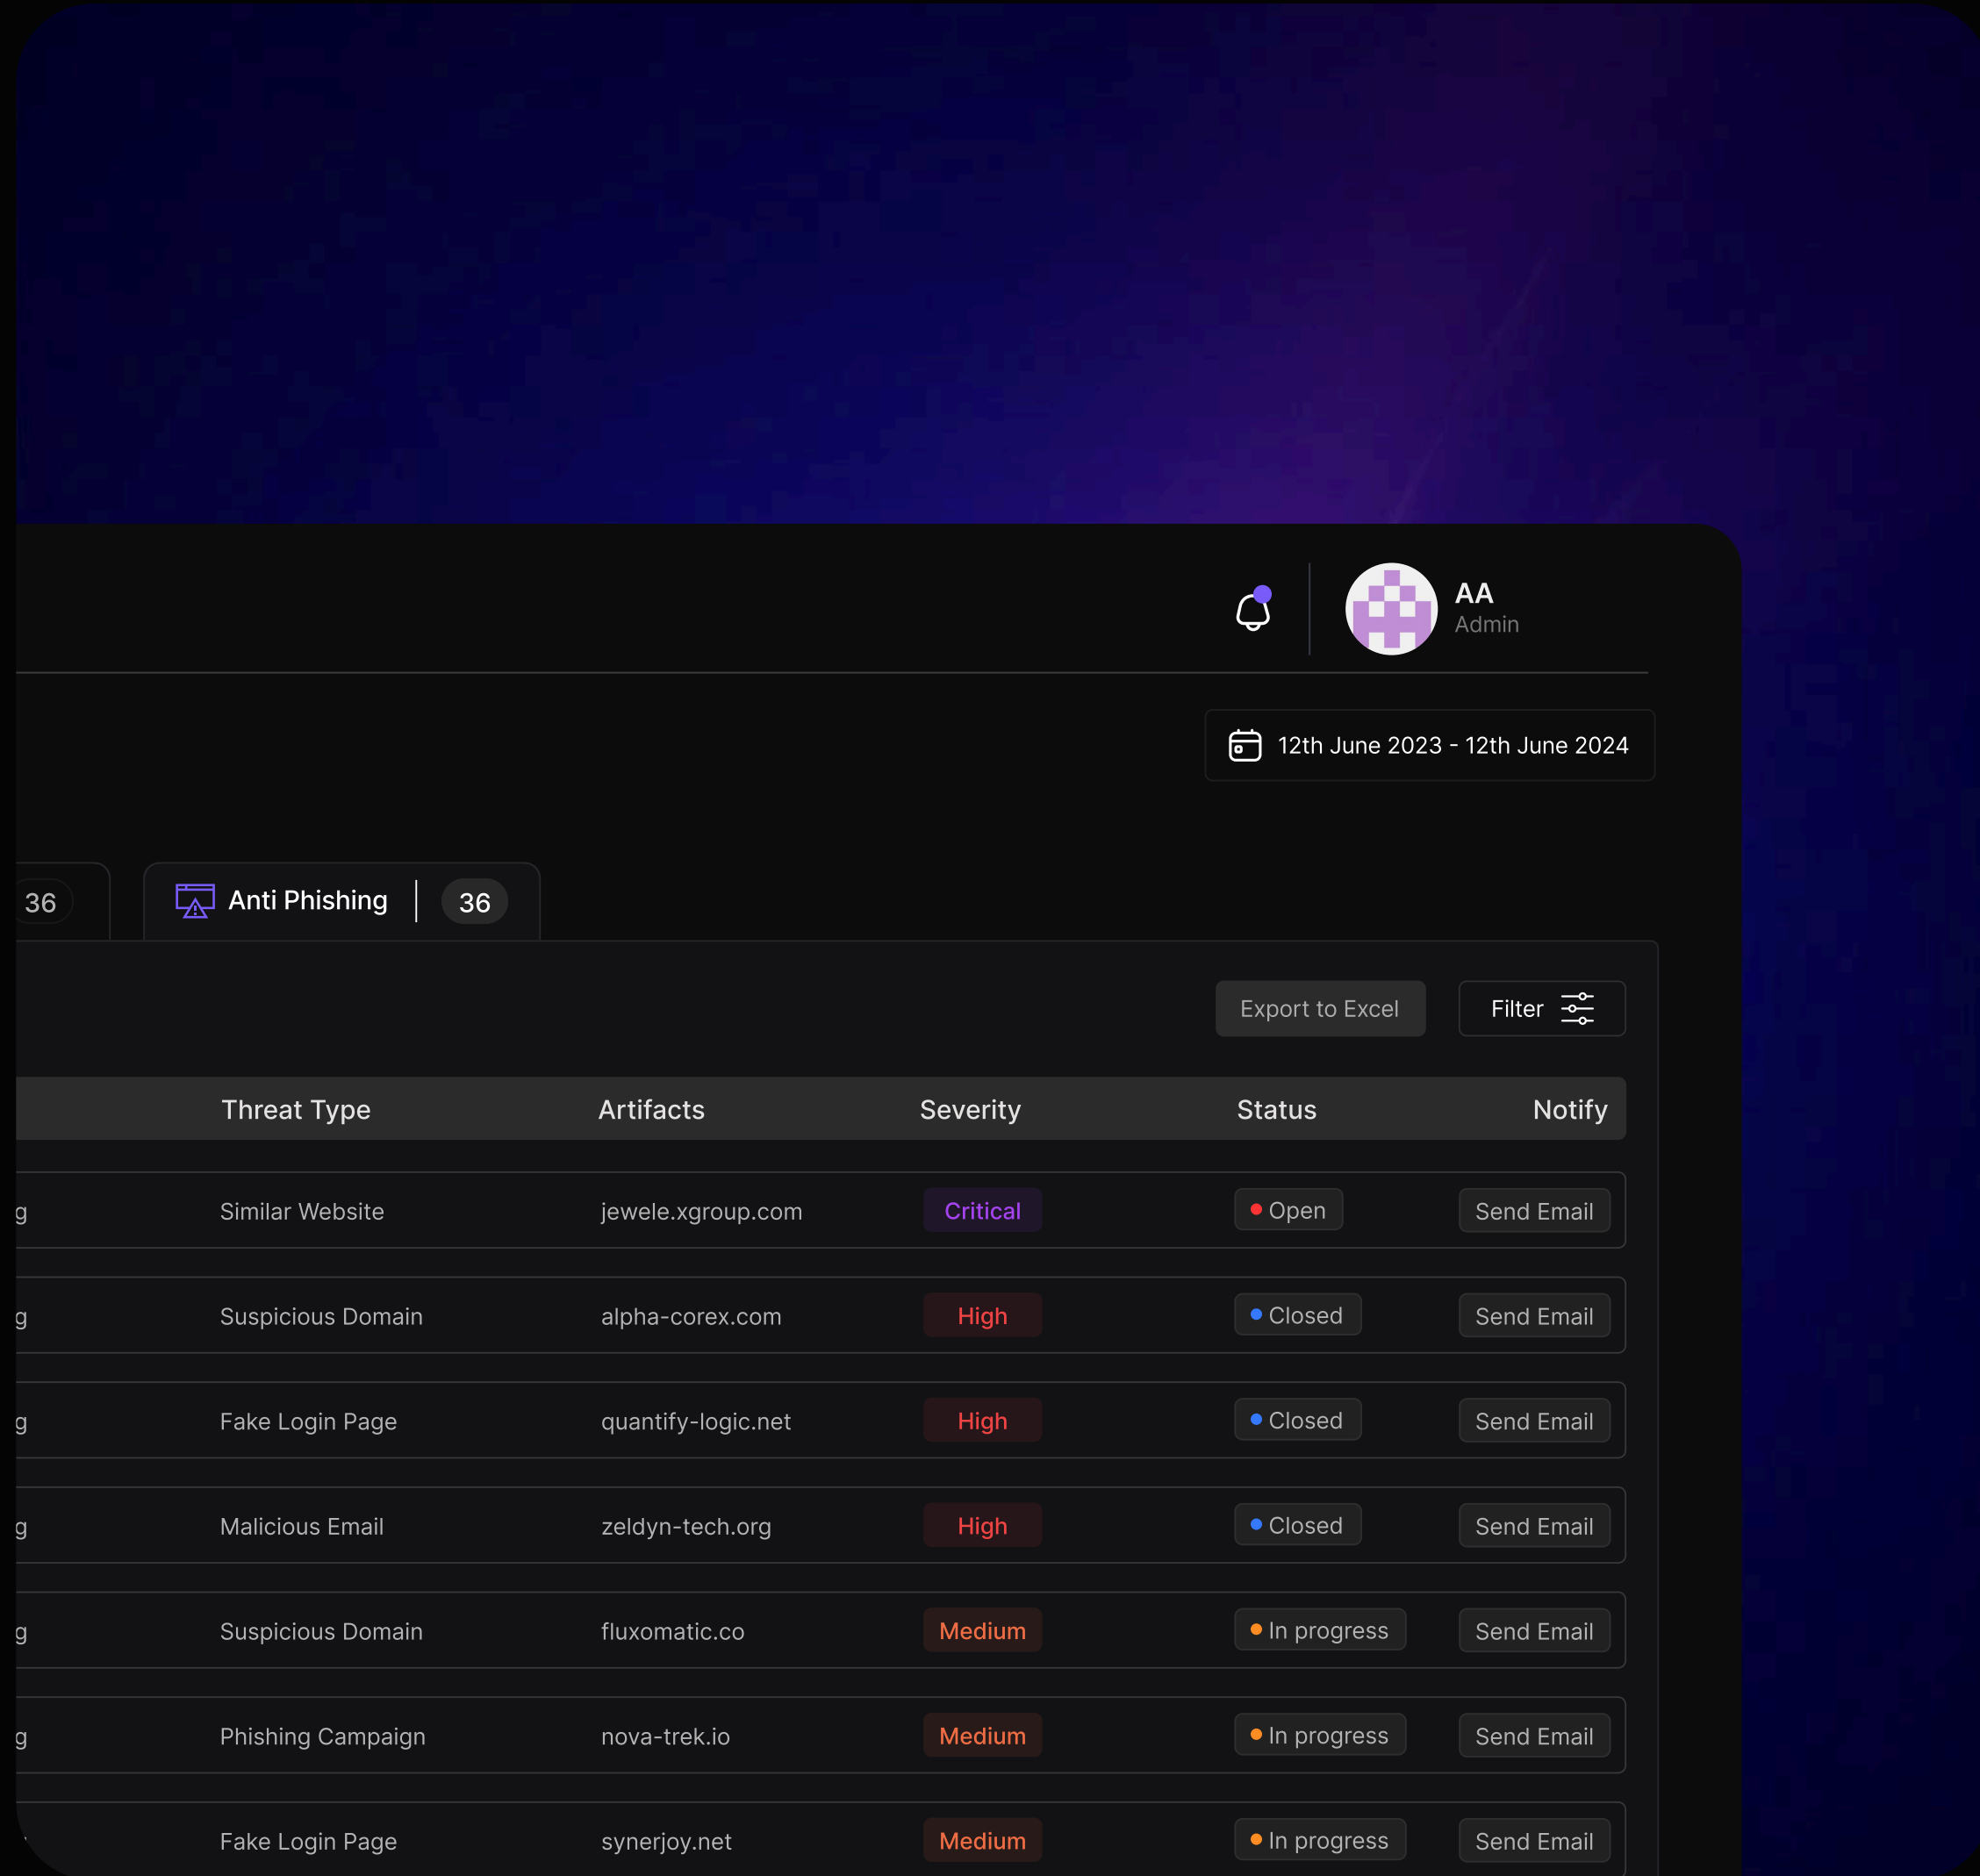 AA
Admin
12th June 2023 - 12th June 2024
36
Anti Phishing 36
Export to Excel Filter
Threat Type Artifacts Severity Status Notify
g Similar Website jewele.xgroup.com Critical Open Send Email
g Suspicious Domain alpha-corex.com High Closed Send Email
g Fake Login Page quantify-logic.net High Closed Send Email
g Malicious Email zeldyn-tech.org High Closed Send Email
g Suspicious Domain fluxomatic.co Medium In progress Send Email
g Phishing Campaign nova-trek.io Medium In progress Send Email
Fake Login Page synerjoy.net Medium In progress Send Email